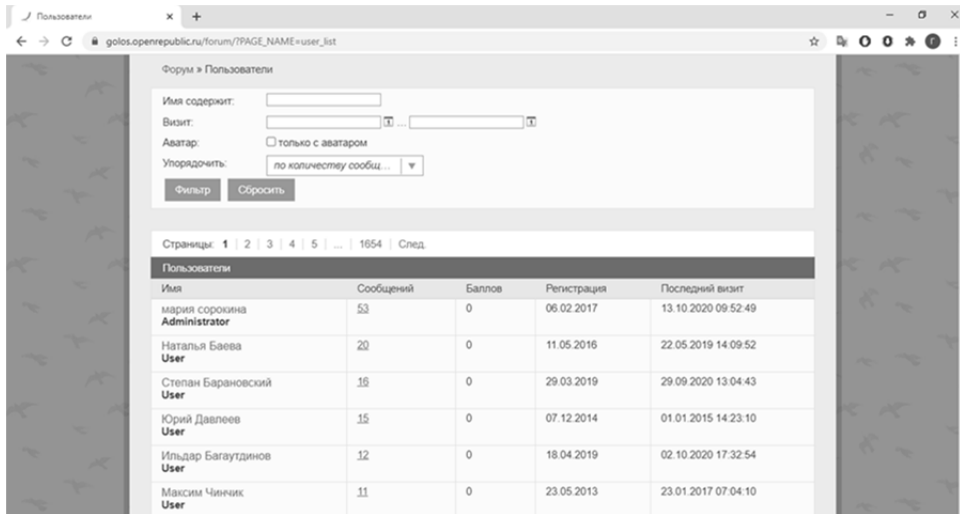 Пользователи
golos.openrepublic.ru/forum/?PAGE_NAME=user_list
Г
Форум » Пользователи
Имя содержит:
Визит: ...
Аватар: только с аватаром
Упорядочить: по количеству сообщ...
Фильтр Сбросить
Страницы: 1 | 2 | 3 | 4 | 5 | ... | 1654 | След.
Пользователи
Имя Сообщений Баллов Регистрация Последний визит
мария сорокина 53 0 06.02.2017 13.10.2020 09:52:49
Administrator
Наталья Баева 20 0 11.05.2016 22.05.2019 14:09:52
User
Степан Барановский 16 0 29.03.2019 29.09.2020 13:04:43
User
Юрий Давлеев 15 0 07.12.2014 01.01.2015 14:23:10
User
Ильдар Багаутдинов 12 0 18.04.2019 02.10.2020 17:32:54
User
Максим Чинчик 11 0 23.05.2013 23.01.2017 07:04:10
User